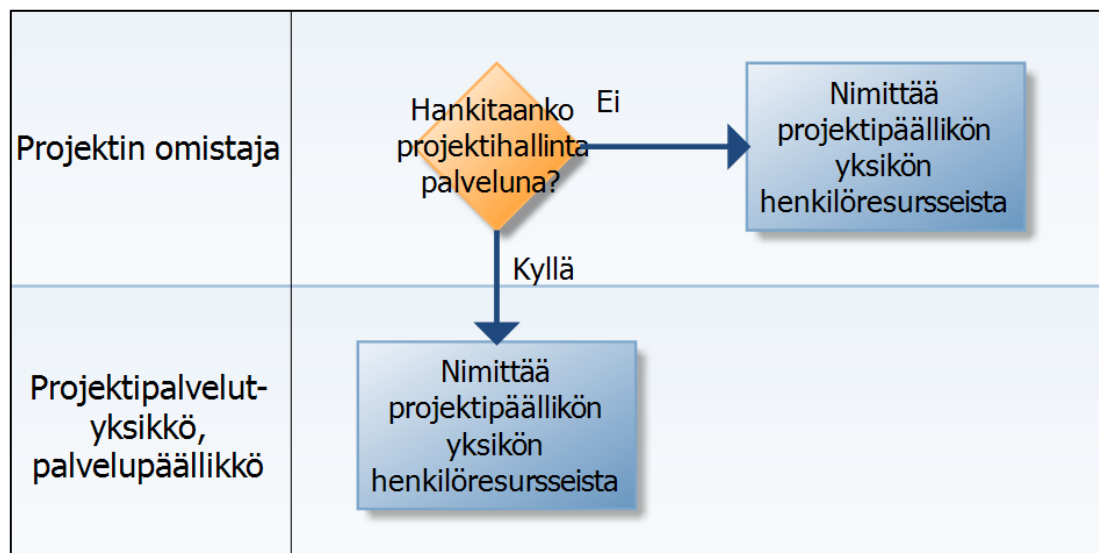 Projektin omistaja
Hankitaanko
projektihallinta
palveluna?
Ei
Nimittää
projektipäällikön
yksikön
henkilöresursseista
Kyllä
Projektipalvelut-
yksikkö,
palvelupäällikkö
Nimittää
projektipäällikön
yksikön
henkilöresursseista